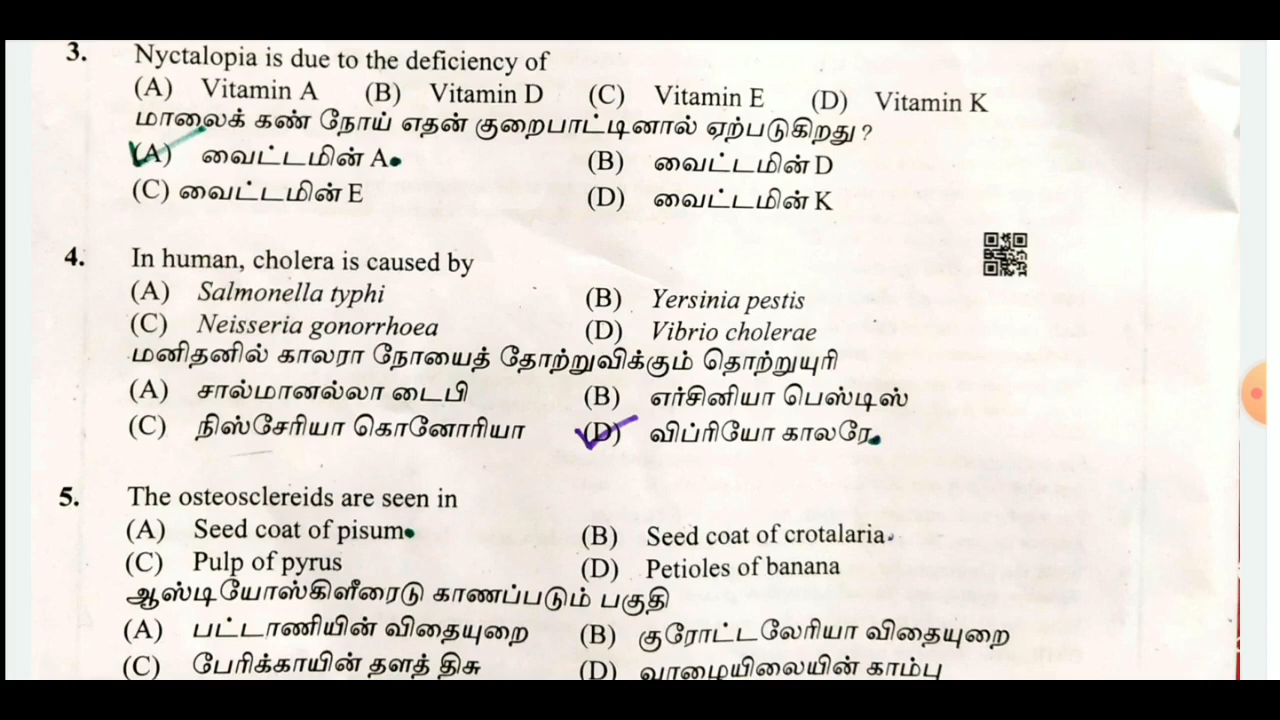 3. Nyctalopia is due to the deficiency of
(A) Vitamin A (B) Vitamin D (C) Vitamin E (D) Vitamin K
மாலைக் கண் நோய் எதன் குறைபாட்டினால் ஏற்படுகிறது?
(A) வைட்டமின் A (B) வைட்டமின் D
(C) வைட்டமின் E (D) வைட்டமின் K
4. In human, cholera is caused by
(A) Salmonella typhi (B) Yersinia pestis
(C) Neisseria gonorrhoea (D) Vibrio cholerae
மனிதனில் காலரா நோயைத் தோற்றுவிக்கும் தொற்றுயுரி
(A) சால்மானல்லா டைபி (B) எர்சினியா பெஸ்டிஸ்
(C) நிஸ்சேரியா கொனோரியா (D) விப்ரியோ காலரே
5. The osteosclereids are seen in
(A) Seed coat of pisum (B) Seed coat of crotalaria
(C) Pulp of pyrus (D) Petioles of banana
ஆஸ்டியோஸ்கிளீரைடு காணப்படும் பகுதி
(A) பட்டாணியின் விதையுறை (B) குரோட்டலேரியா விதையுறை
(C) பேரிக்காயின் தளத் திசு (D) வாழையிலையின் காம்பு